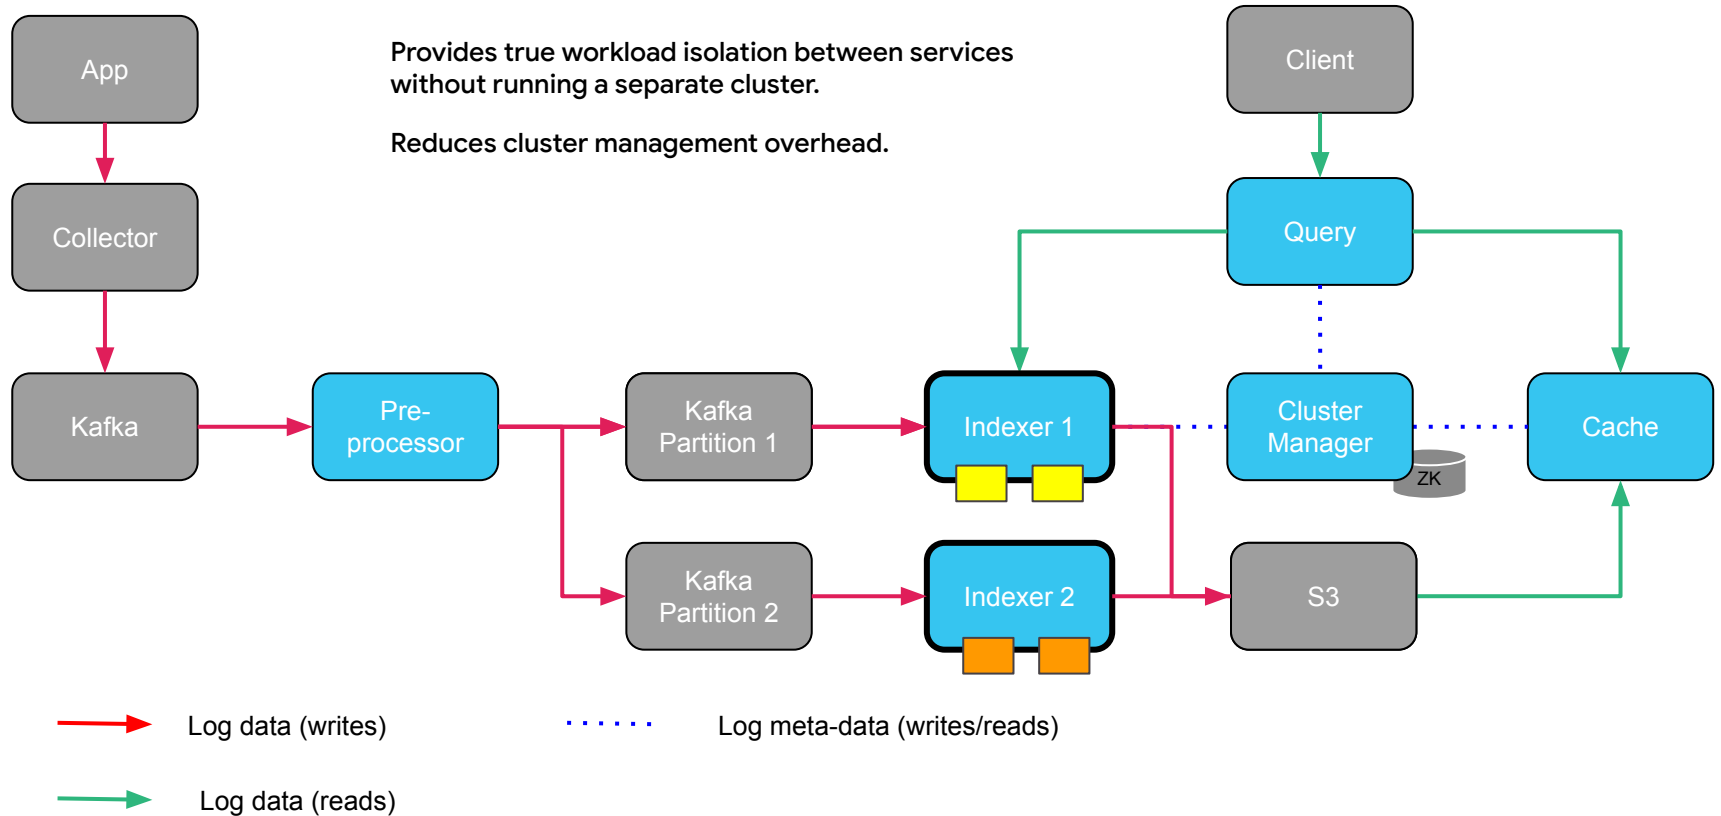 App
Provides true workload isolation between services
without running a separate cluster.
Reduces cluster management overhead.
Client
Collector
Query
Kafka
Pre-
processor
Kafka
Partition 1
Indexer 1
Cluster
Manager
ZK
Cache
Kafka
Partition 2
Indexer 2
S3
Log data (writes)
Log meta-data (writes/reads)
Log data (reads)